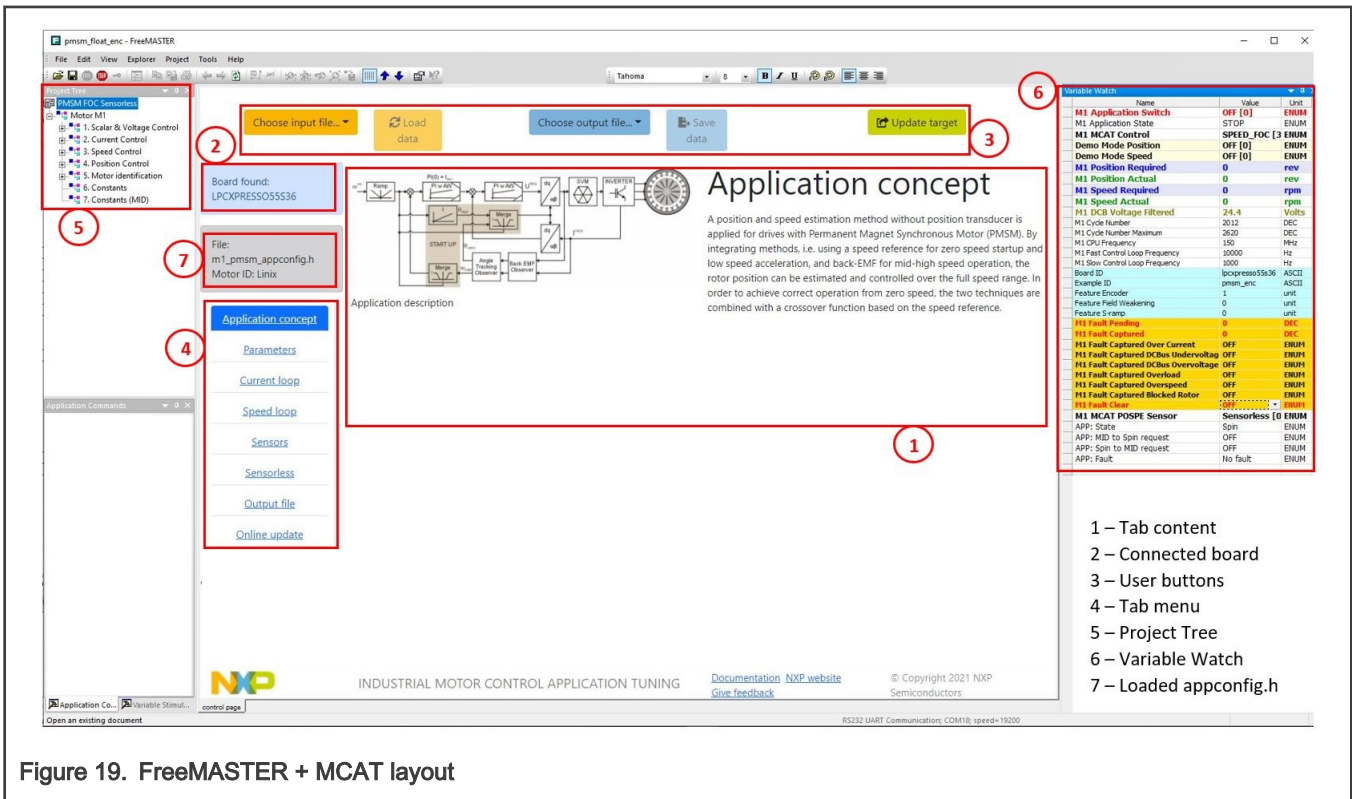 pmsm_float_enc - FreeMASTER
File Edit View Explorer Project Tools Help
Tahoma 8 B I U
Project Tree
PMSM FOC Sensorless
Motor M1
1. Scalar & Voltage Control
2. Current Control
3. Speed Control
4. Position Control
5. Motor identification
6. Constants
7. Constants (MID)
5
Application Commands
Application Co... Variable Stimul...
Open an existing document
Choose input file...
Load data
Choose output file...
Save data
Update target
3
2
Board found:
LPCXPRESSO55S36
7
File:
m1_pmsm_appconfig.h
Motor ID: Linix
4
Application concept
Parameters
Current loop
Speed loop
Sensors
Sensorless
Output file
Online update
Ramp
PI w AW
PI w AW
dq
αβ
SVM
INVERTER
Merge
START UP
Merge
Angle Tracking Observer
Back EMF Observer
dq
αβ
Application description
Application concept
A position and speed estimation method without position transducer is
applied for drives with Permanent Magnet Synchronous Motor (PMSM). By
integrating methods, i.e. using a speed reference for zero speed startup and
low speed acceleration, and back-EMF for mid-high speed operation, the
rotor position can be estimated and controlled over the full speed range. In
order to achieve correct operation from zero speed, the two techniques are
combined with a crossover function based on the speed reference.
1
NXP
INDUSTRIAL MOTOR CONTROL APPLICATION TUNING
Documentation NXP website
Give feedback
© Copyright 2021 NXP
Semiconductors
control page
RS232 UART Communication; COM18; speed=19200
6
Variable Watch
Name Value Unit
M1 Application Switch OFF [0] ENUM
M1 Application State STOP ENUM
M1 MCAT Control SPEED_FOC [3 ENUM
Demo Mode Position OFF [0] ENUM
Demo Mode Speed OFF [0] ENUM
M1 Position Required 0 rev
M1 Position Actual 0 rev
M1 Speed Required 0 rpm
M1 Speed Actual 0 rpm
M1 DCB Voltage Filtered 24.4 Volts
M1 Cycle Number 2012 DEC
M1 Cycle Number Maximum 2620 DEC
M1 CPU Frequency 150 MHz
M1 Fast Control Loop Frequency 10000 Hz
M1 Slow Control Loop Frequency 1000 Hz
Board ID lpcxpresso55s36 ASCII
Example ID pmsm_enc ASCII
Feature Encoder 1 unit
Feature Field Weakening 0 unit
Feature S-ramp 0 unit
M1 Fault Pending 0 DEC
M1 Fault Captured 0 DEC
M1 Fault Captured Over Current OFF ENUM
M1 Fault Captured DCBus Undervoltag OFF ENUM
M1 Fault Captured DCBus Overvoltage OFF ENUM
M1 Fault Captured Overload OFF ENUM
M1 Fault Captured Overspeed OFF ENUM
M1 Fault Captured Blocked Rotor OFF ENUM
M1 Fault Clear OFF ENUM
M1 MCAT POSPE Sensor Sensorless [0 ENUM
APP: State Spin ENUM
APP: MID to Spin request OFF ENUM
APP: Spin to MID request OFF ENUM
APP: Fault No fault ENUM
1 – Tab content
2 – Connected board
3 – User buttons
4 – Tab menu
5 – Project Tree
6 – Variable Watch
7 – Loaded appconfig.h
Figure 19. FreeMASTER + MCAT layout